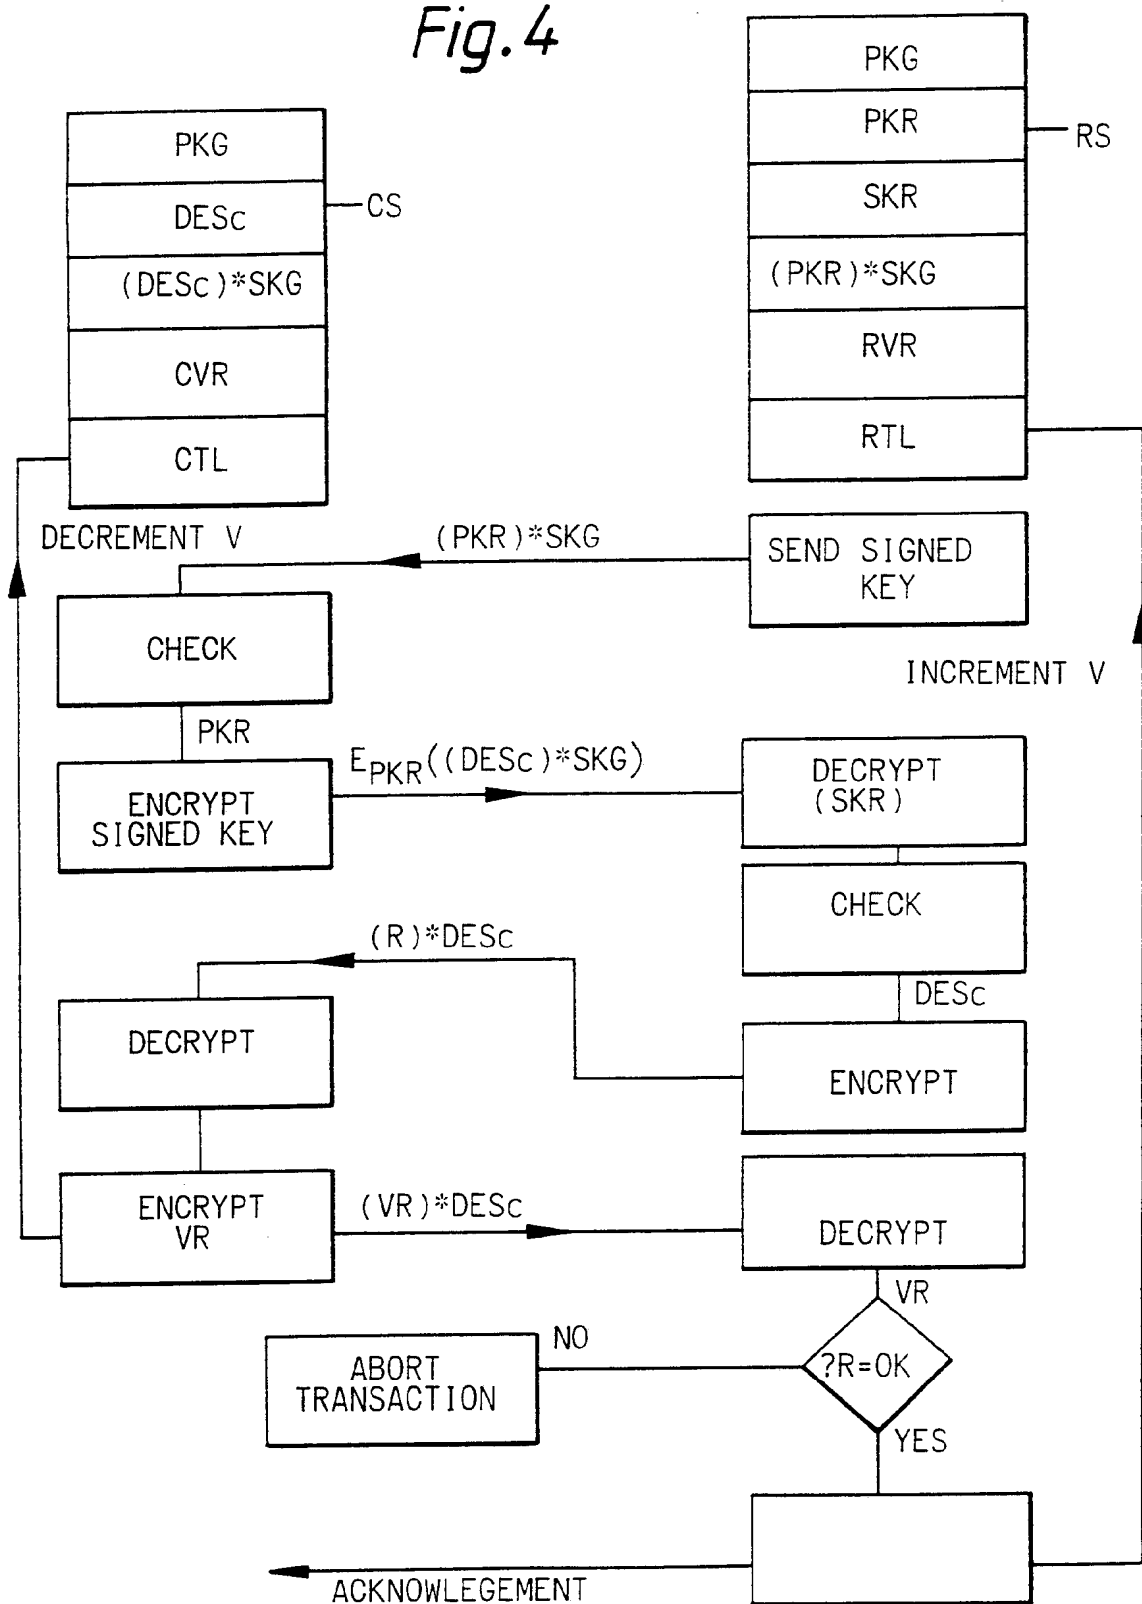 Fig. 4
PKG
DESc
CS
(DESc)*SKG
CVR
CTL
PKG
PKR
RS
SKR
(PKR)*SKG
RVR
RTL
DECREMENT V
(PKR)*SKG
SEND SIGNED
KEY
CHECK
INCREMENT V
PKR
ENCRYPT
SIGNED KEY
EPKR((DESc)*SKG)
DECRYPT
(SKR)
CHECK
DESc
(R)*DESc
DECRYPT
ENCRYPT
ENCRYPT
VR
(VR)*DESc
DECRYPT
VR
?R=OK
NO
ABORT
TRANSACTION
YES
ACKNOWLEGEMENT